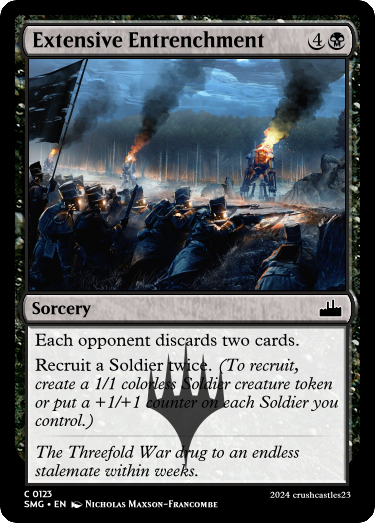 Extensive Entrenchment 4
Sorcery
Each opponent discards two cards.
Recruit a Soldier twice. (To recruit,
create a 1/1 colorless Soldier creature token
or put a +1/+1 counter on each Soldier you
control.)
The Threefold War drug to an endless
stalemate within weeks.
C 0123
SMG • EN Nicholas Maxson-Francombe
2024 crushcastles23